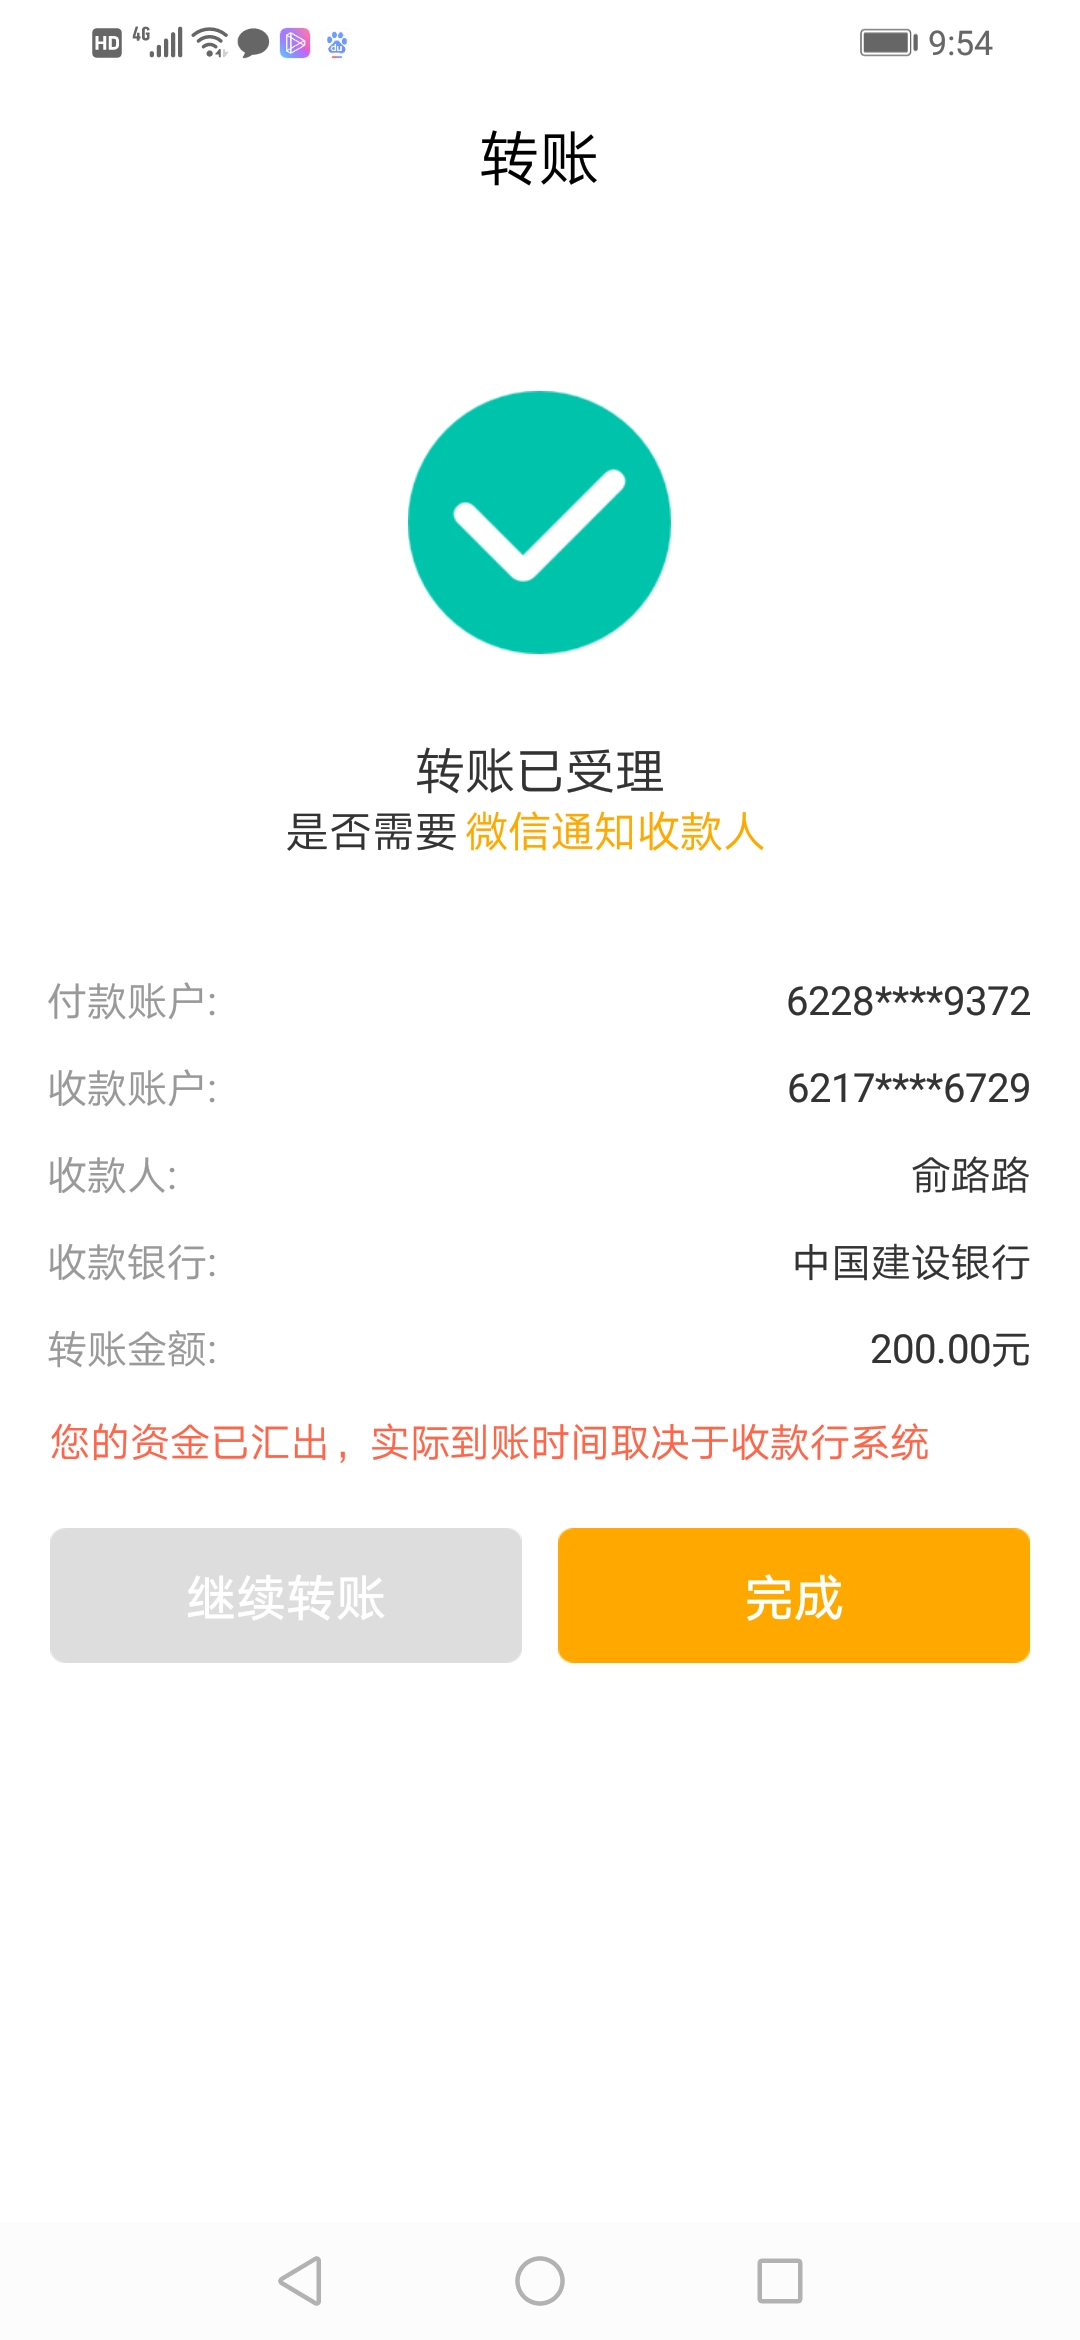 HD 4G 9:54
转账
转账已受理
是否需要 微信通知收款人
付款账户: 6228****9372
收款账户: 6217****6729
收款人: 俞路路
收款银行: 中国建设银行
转账金额: 200.00元
您的资金已汇出，实际到账时间取决于收款行系统
继续转账 完成